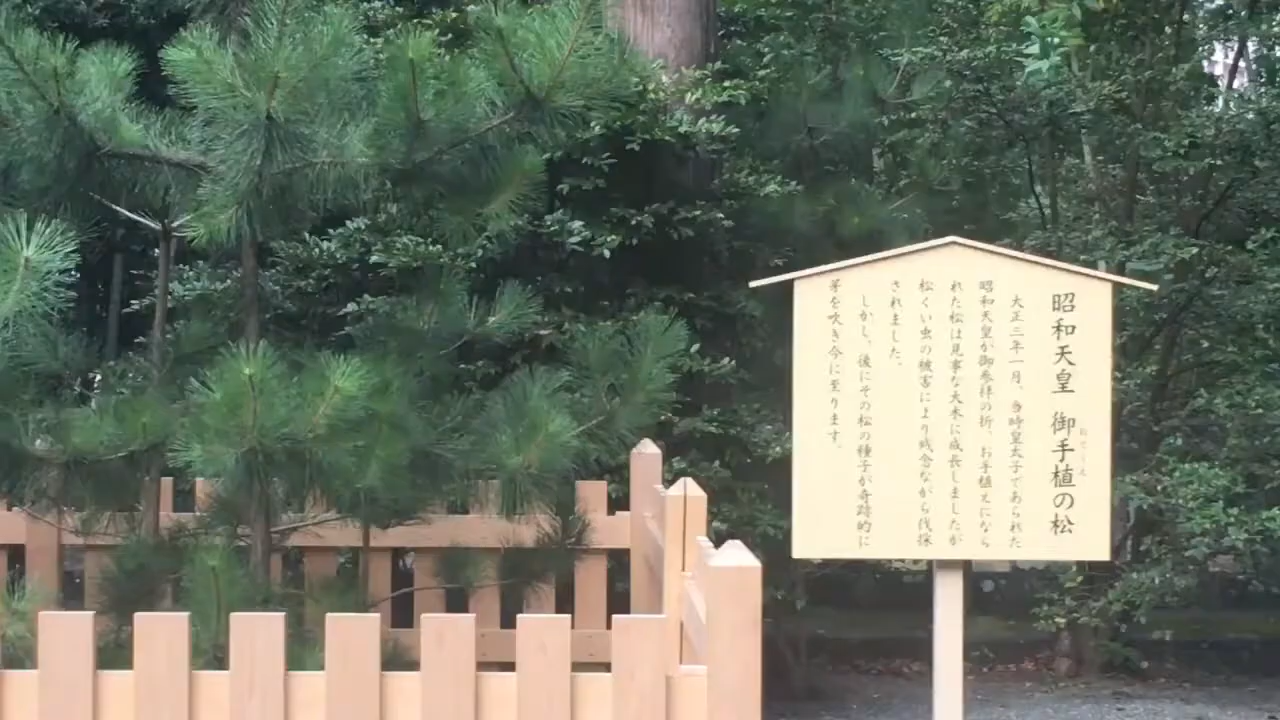 昭和天皇 御手植の松
おてうえ
大正三年一月、当時皇太子であられた
昭和天皇が御参拝の折、お手植えになら
れた松は見事な大木に成長しましたが
松くい虫の被害により残念ながら伐採
されました。
しかし、後にその松の種子が奇跡的に
芽を吹き今に至ります。